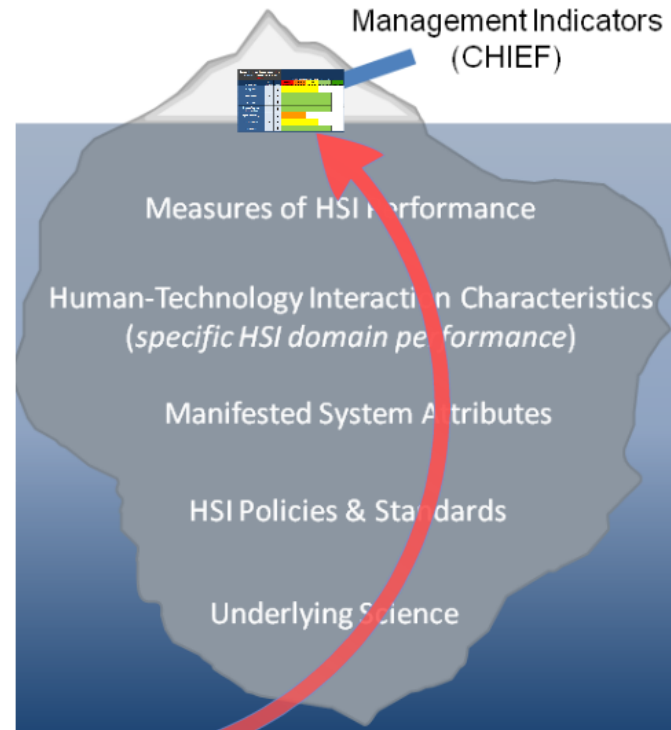 Management Indicators
(CHIEF)
Measures of HSI Performance
Human-Technology Interaction Characteristics
(specific HSI domain performance)
Manifested System Attributes
HSI Policies & Standards
Underlying Science